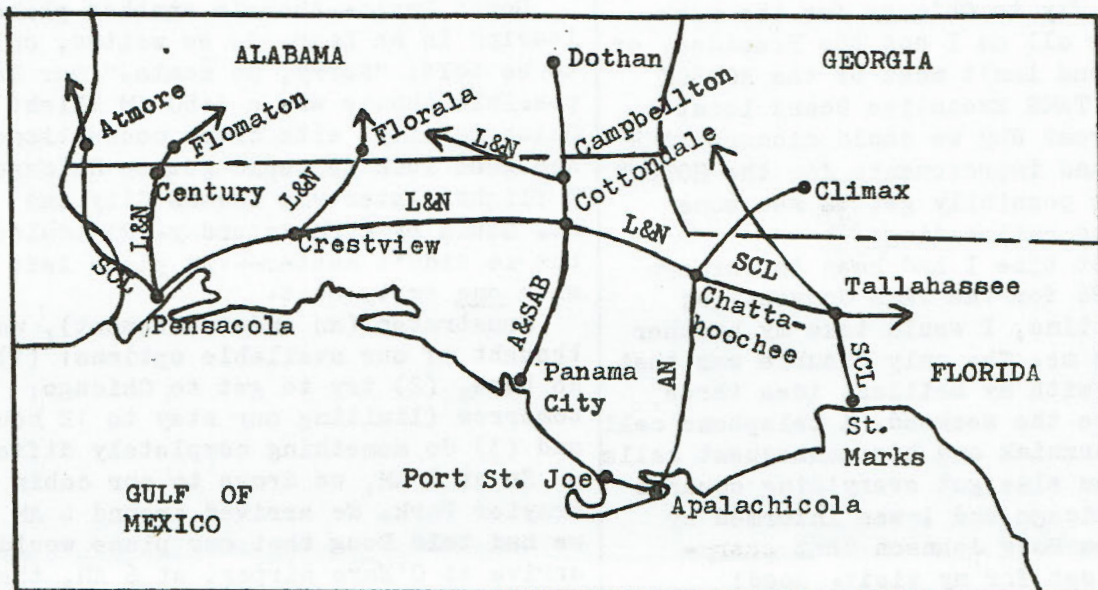 ALABAMA
GEORGIA
Dothan
Atmore
Flomaton
Florala
L&N
Campbellton
Cottondale
Century
Climax
L&N
L&N
L&N
L&N
SCL
Crestview
SCL
Tallahassee
Pensacola
Chatta-
hoochee
A&SAB
AN
SCL
FLORIDA
Panama
City
St.
Marks
Port St. Joe
Apalachicola
GULF OF
MEXICO